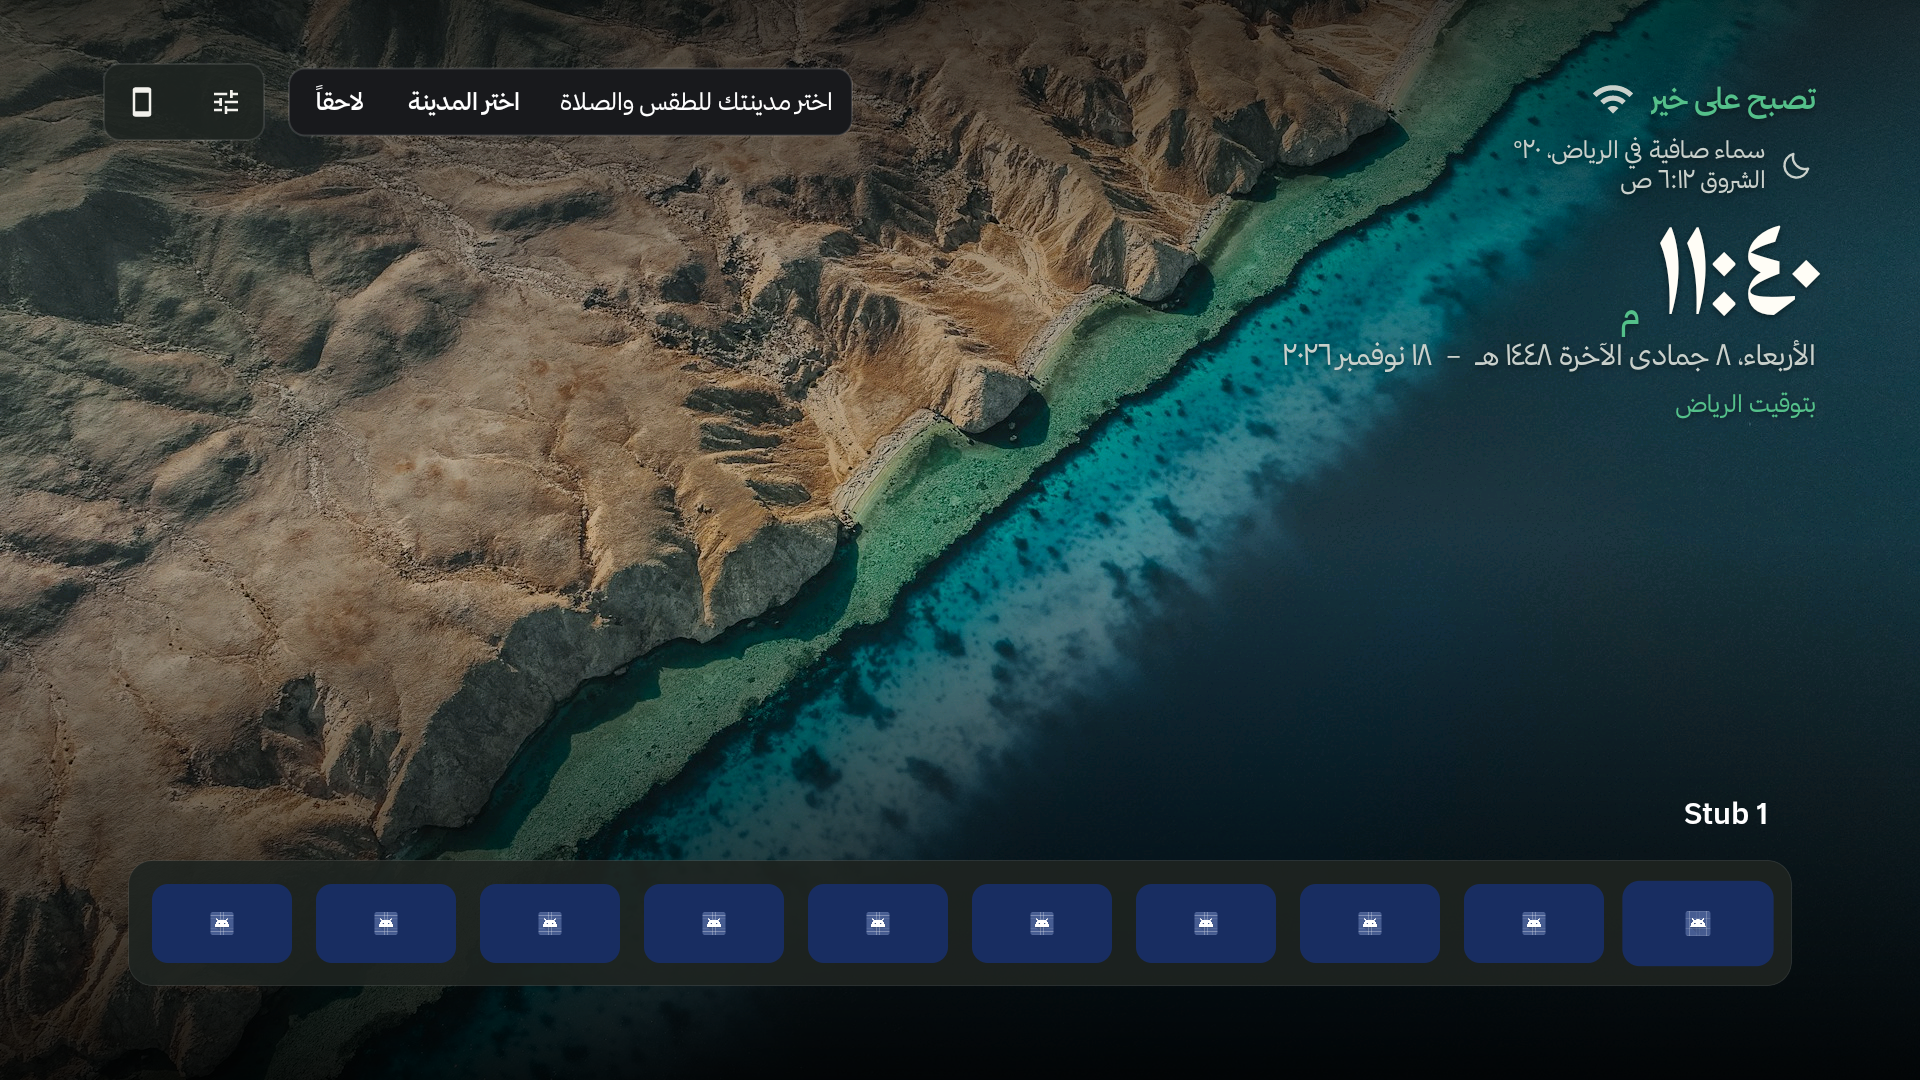 تصبح على خير
سماء صافية في الرياض، ٢٠°
الشروق ٦:١٢ ص
١١:٤٠ م
الأربعاء، ٨ جمادى الآخرة ١٤٤٨ هـ – ١٨ نوفمبر ٢٠٢٦
بتوقيت الرياض
اختر مدينتك للطقس والصلاة اختر المدينة لاحقاً
Stub 1